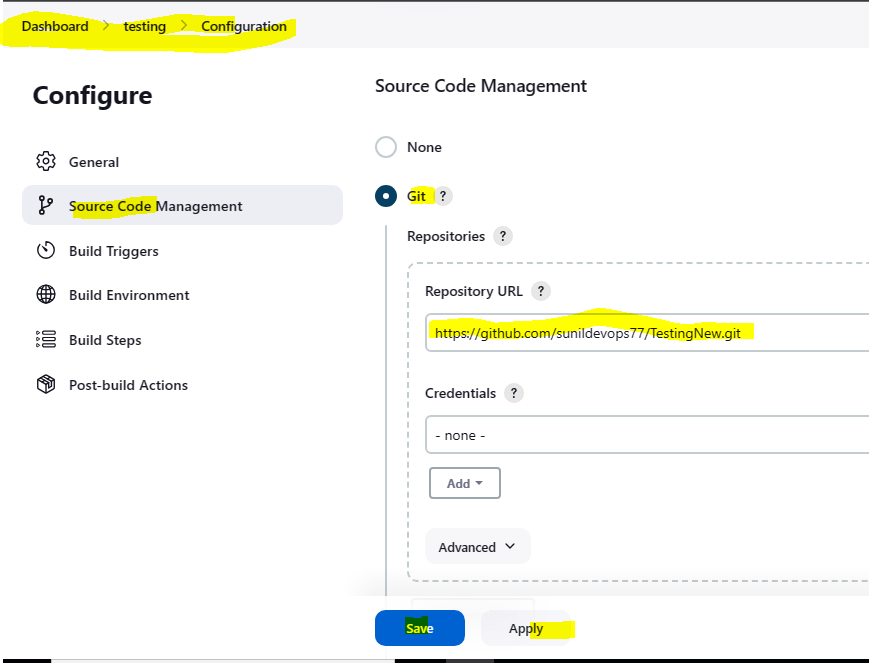 Dashboard > testing > Configuration
Configure
General
Source Code Management
Build Triggers
Build Environment
Build Steps
Post-build Actions
Source Code Management
None
Git ?
Repositories ?
Repository URL ?
https://github.com/sunildevops77/TestingNew.git
Credentials ?
- none -
Add
Advanced
Save
Apply